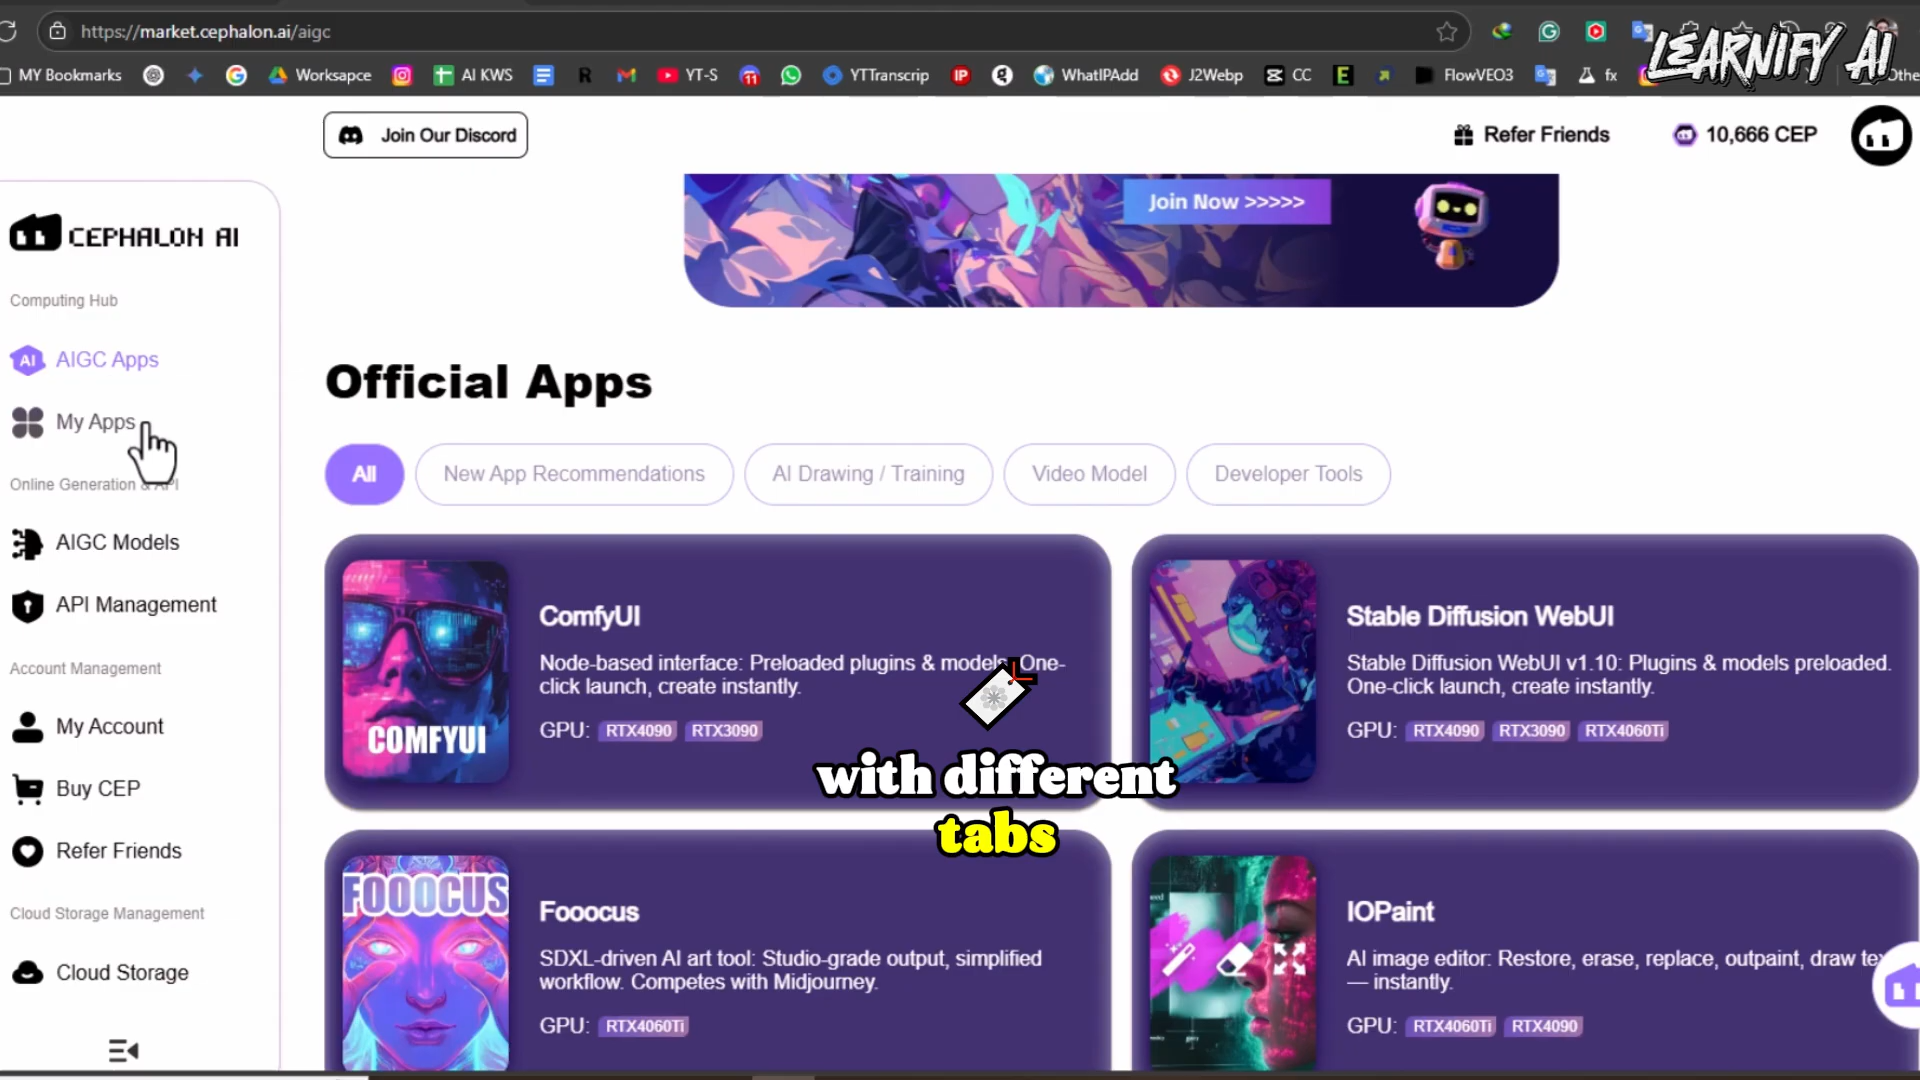 https://market.cephalon.ai/aigc
LEARNIFY AI
MY Bookmarks
Worksapce
AI KWS
R
YT-S
11
YTTranscrip
IP
WhatIPAdd
J2Webp
CC
E
FlowVEO3
fx
Othe
Join Our Discord
Refer Friends
10,666 CEP
Join Now >>>>>
CEPHALON AI
Computing Hub
AI AIGC Apps
My Apps
Online Generation & API
AIGC Models
API Management
Account Management
My Account
Buy CEP
Refer Friends
Cloud Storage Management
Cloud Storage
Official Apps
All
New App Recommendations
AI Drawing / Training
Video Model
Developer Tools
COMFYUI
ComfyUI
Node-based interface: Preloaded plugins & models. One-
click launch, create instantly.
GPU: RTX4090 RTX3090
Stable Diffusion WebUI
Stable Diffusion WebUI v1.10: Plugins & models preloaded.
One-click launch, create instantly.
GPU: RTX4090 RTX3090 RTX4060Ti
with different
tabs
FOOOCUS
Fooocus
SDXL-driven AI art tool: Studio-grade output, simplified
workflow. Competes with Midjourney.
GPU: RTX4060Ti
IOPaint
AI image editor: Restore, erase, replace, outpaint, draw te
— instantly.
GPU: RTX4060Ti RTX4090